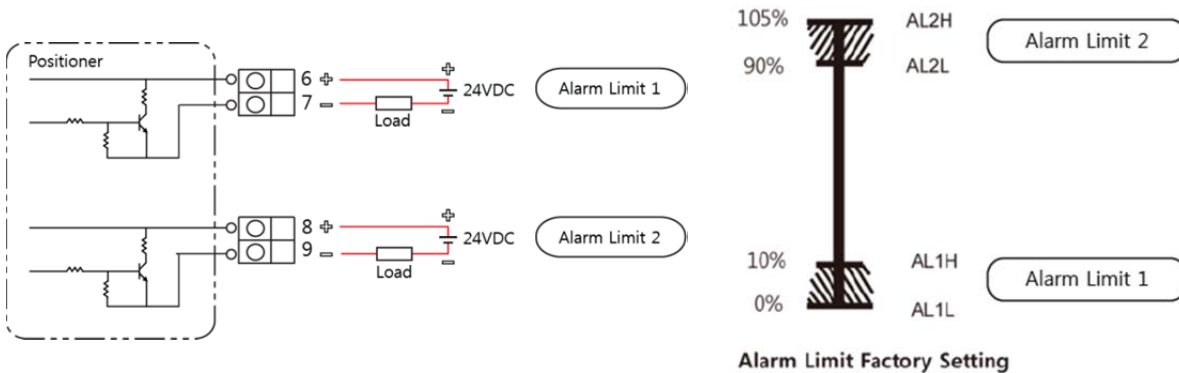 Positioner
6 + + 24VDC Alarm Limit 1
7 − Load −
8 + + 24VDC Alarm Limit 2
9 − Load −
105% AL2H Alarm Limit 2
90% AL2L
10% AL1H Alarm Limit 1
0% AL1L
Alarm Limit Factory Setting